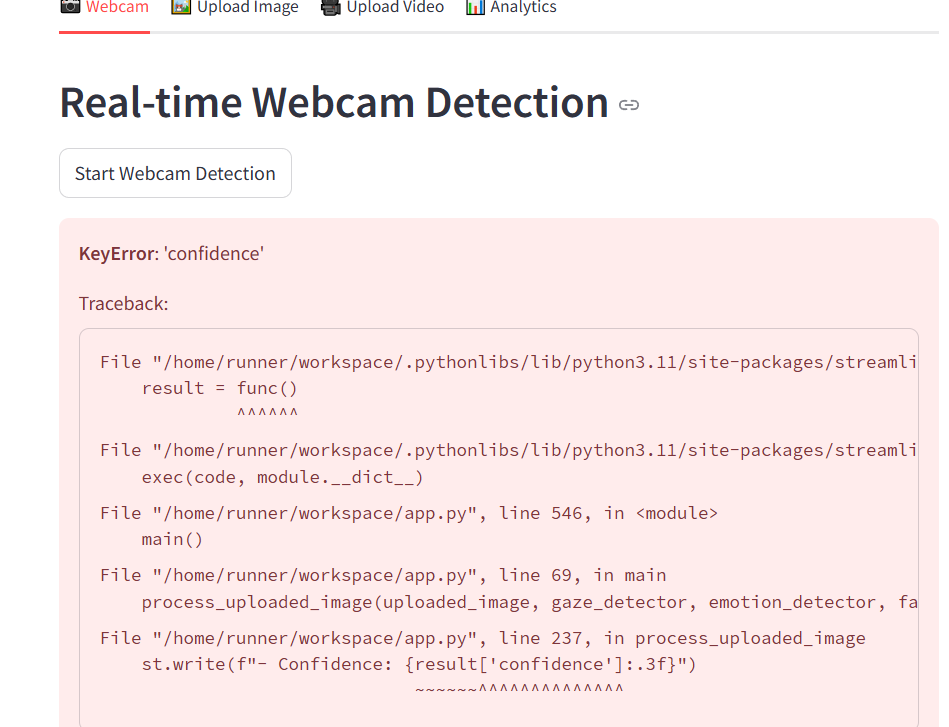 Webcam Upload Image Upload Video Analytics
Real-time Webcam Detection
Start Webcam Detection
KeyError: 'confidence'
Traceback:
File "/home/runner/workspace/.pythonlibs/lib/python3.11/site-packages/streamli
result = func()
^^^^^^
File "/home/runner/workspace/.pythonlibs/lib/python3.11/site-packages/streamli
exec(code, module.__dict__)
File "/home/runner/workspace/app.py", line 546, in <module>
main()
File "/home/runner/workspace/app.py", line 69, in main
process_uploaded_image(uploaded_image, gaze_detector, emotion_detector, fa
File "/home/runner/workspace/app.py", line 237, in process_uploaded_image
st.write(f"- Confidence: {result['confidence']:.3f}")
~~~~~~^^^^^^^^^^^^^^